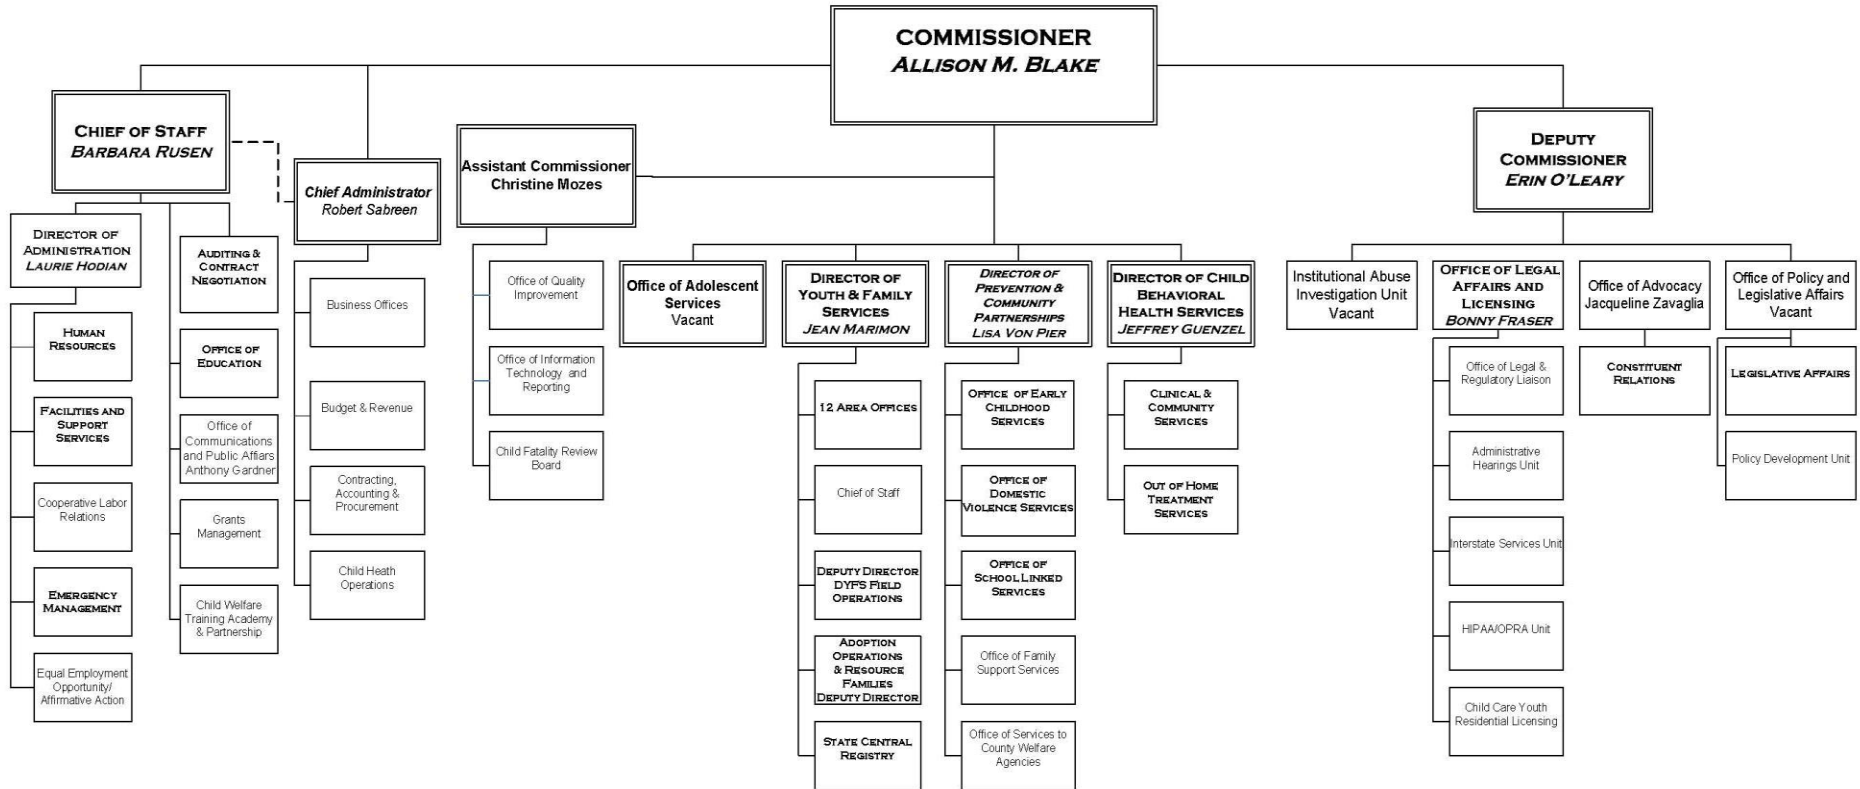 COMMISSIONER
ALLISON M. BLAKE
CHIEF OF STAFF
BARBARA RUSEN
Chief Administrator
Robert Sabreen
Assistant Commissioner
Christine Mozes
DEPUTY
COMMISSIONER
ERIN O'LEARY
DIRECTOR OF
ADMINISTRATION
LAURIE HODIAN
HUMAN
RESOURCES
FACILITIES AND
SUPPORT
SERVICES
Cooperative Labor
Relations
EMERGENCY
MANAGEMENT
Equal Employment
Opportunity/
Affirmative Action
AUDITING &
CONTRACT
NEGOTIATION
OFFICE OF
EDUCATION
Office of
Communications
and Public Affiars
Anthony Gardner
Grants
Management
Child Welfare
Training Academy
& Partnership
Business Offices
Budget & Revenue
Contracting,
Accounting &
Procurement
Child Heath
Operations
Office of Quality
Improvement
Office of Information
Technology and
Reporting
Child Fatality Review
Board
Office of Adolescent
Services
Vacant
DIRECTOR OF
YOUTH & FAMILY
SERVICES
JEAN MARIMON
12 AREA OFFICES
Chief of Staff
DEPUTY DIRECTOR
DYFS FIELD
OPERATIONS
ADOPTION
OPERATIONS
& RESOURCE
FAMILIES
DEPUTY DIRECTOR
STATE CENTRAL
REGISTRY
DIRECTOR OF
PREVENTION &
COMMUNITY
PARTNERSHIPS
LISA VON PIER
OFFICE OF EARLY
CHILDHOOD
SERVICES
OFFICE OF
DOMESTIC
VIOLENCE SERVICES
OFFICE OF
SCHOOL LINKED
SERVICES
Office of Family
Support Services
Office of Services to
County Welfare
Agencies
DIRECTOR OF CHILD
BEHAVIORAL
HEALTH SERVICES
JEFFREY GUENZEL
CLINICAL &
COMMUNITY
SERVICES
OUT OF HOME
TREATMENT
SERVICES
Institutional Abuse
Investigation Unit
Vacant
OFFICE OF LEGAL
AFFAIRS AND
LICENSING
BONNY FRASER
Office of Legal &
Regulatory Liaison
Administrative
Hearings Unit
Interstate Services Unit
HIPAA/OPRA Unit
Child Care Youth
Residential Licensing
Office of Advocacy
Jacqueline Zavaglia
CONSTITUENT
RELATIONS
Office of Policy and
Legislative Affairs
Vacant
LEGISLATIVE AFFAIRS
Policy Development Unit